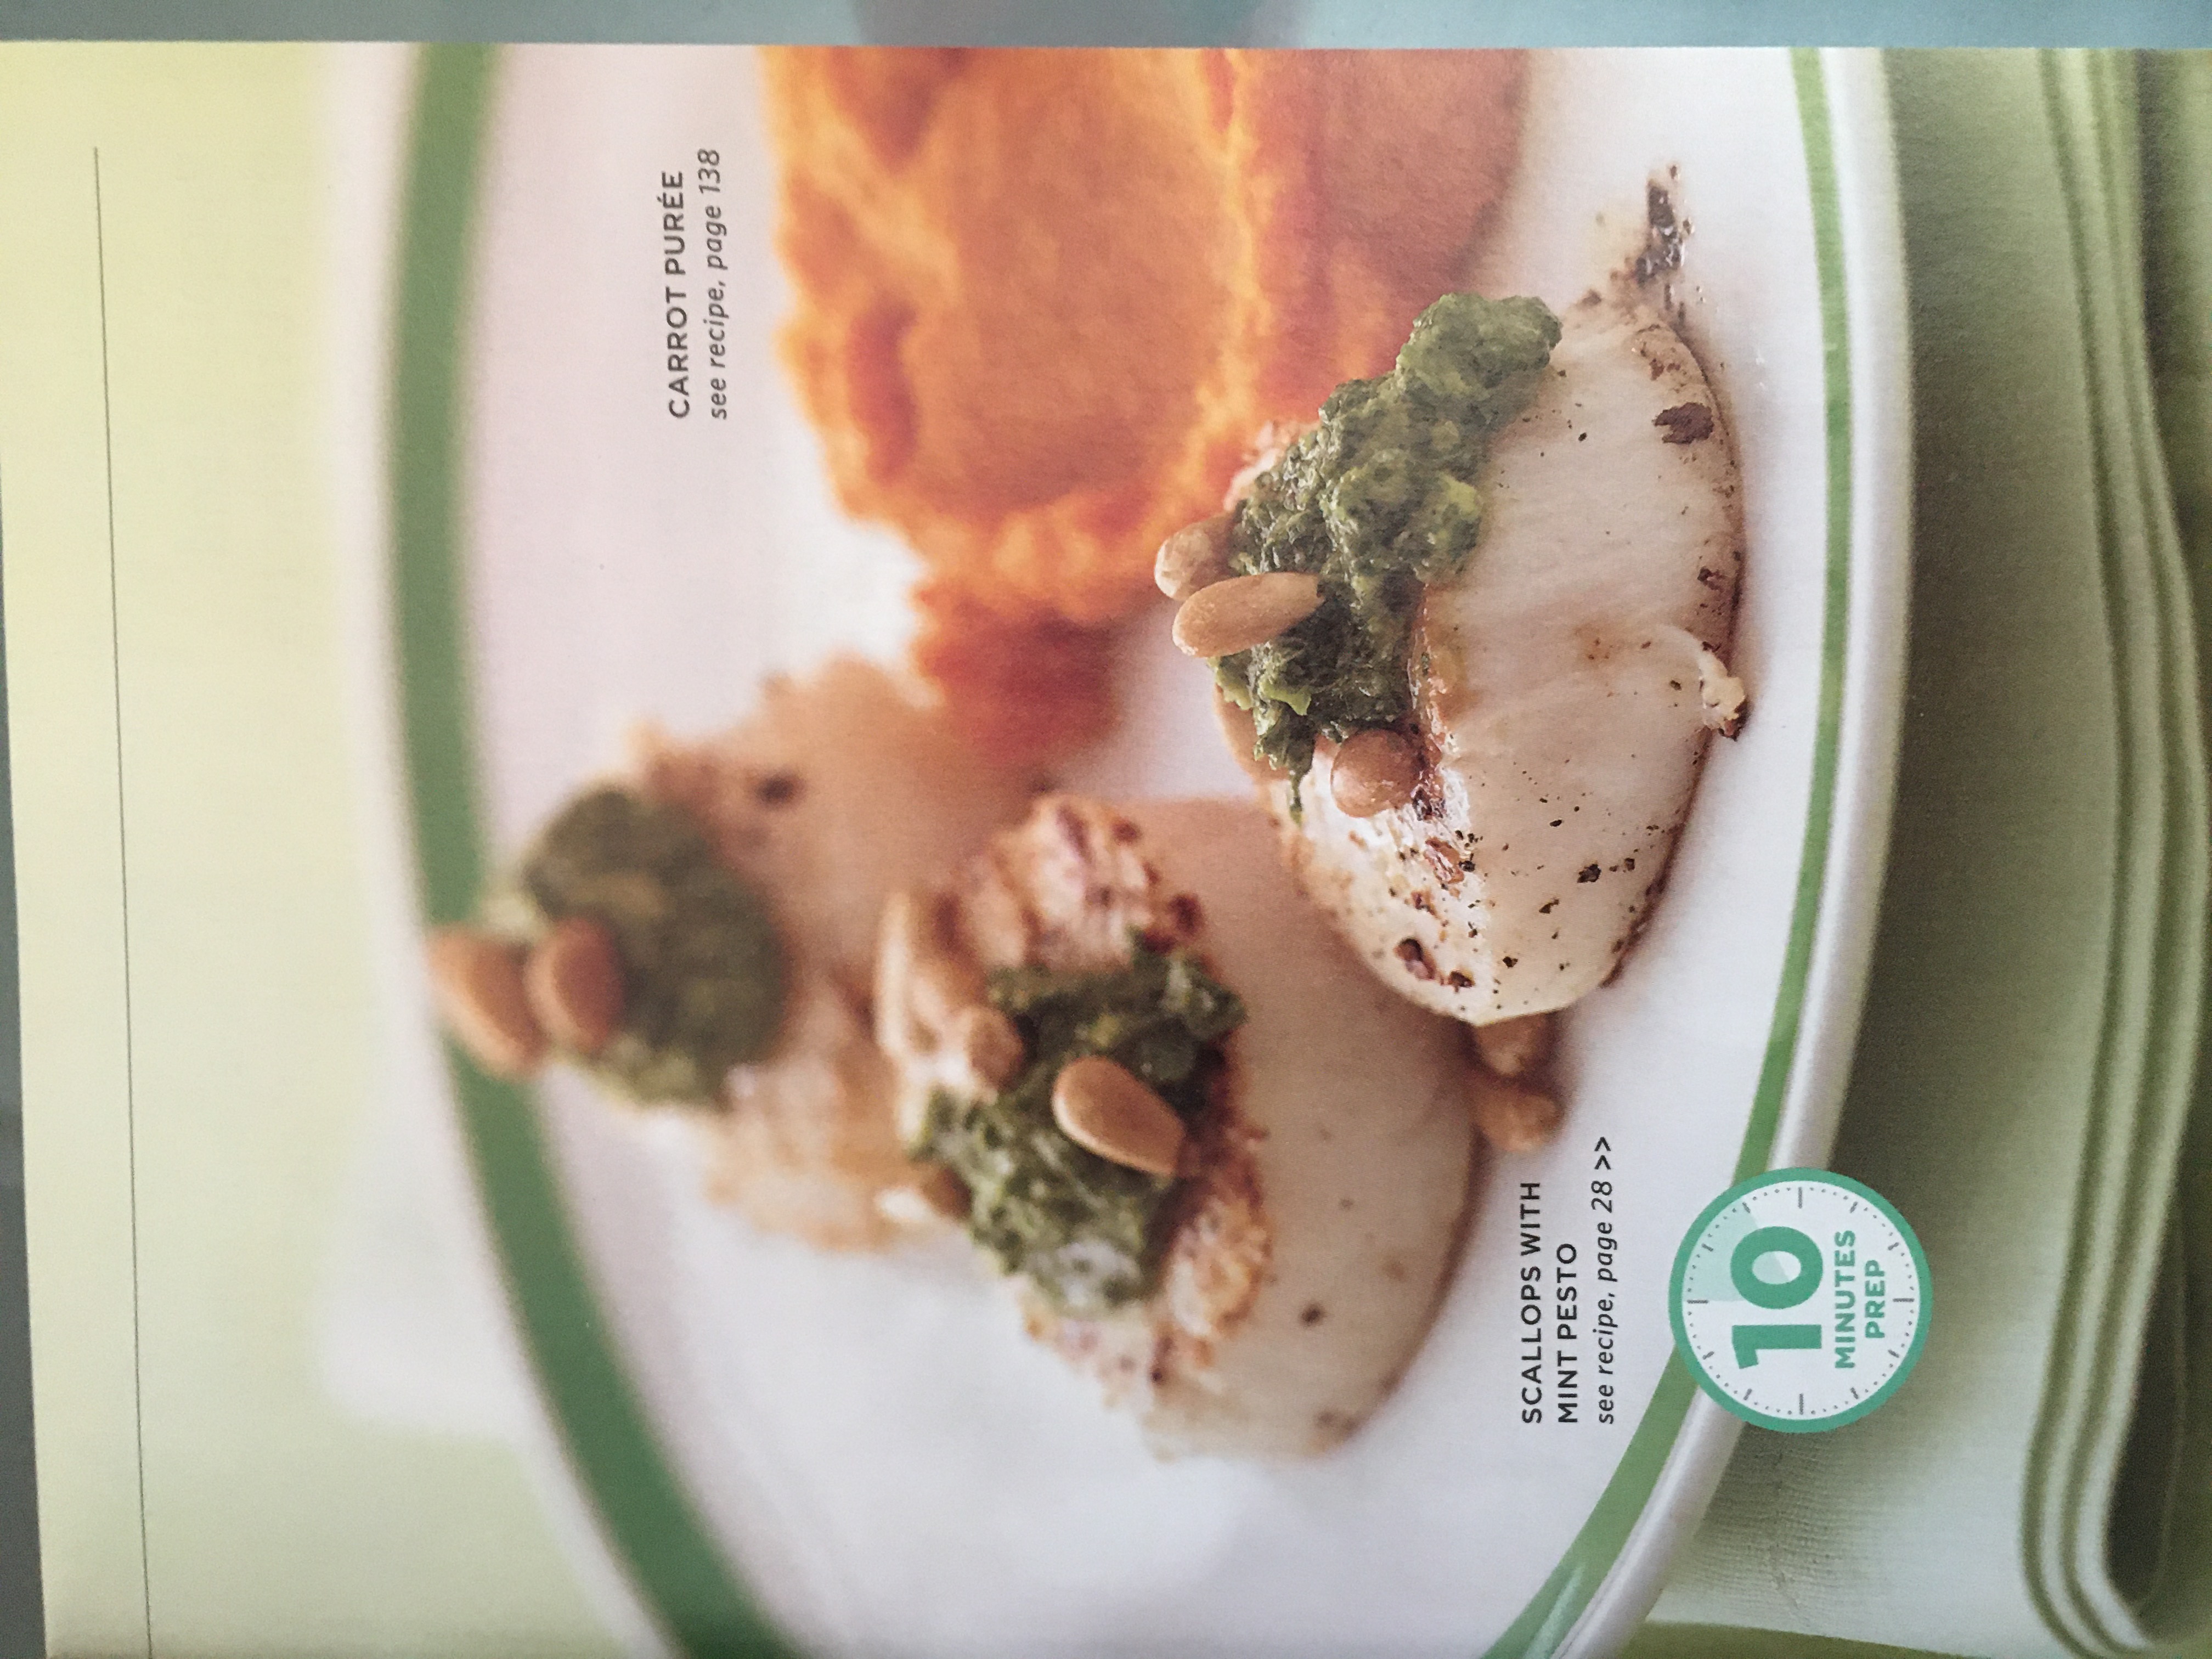 CARROT PURÉE
see recipe, page 138
SCALLOPS WITH
MINT PESTO
see recipe, page 28 >>
10
MINUTES
PREP